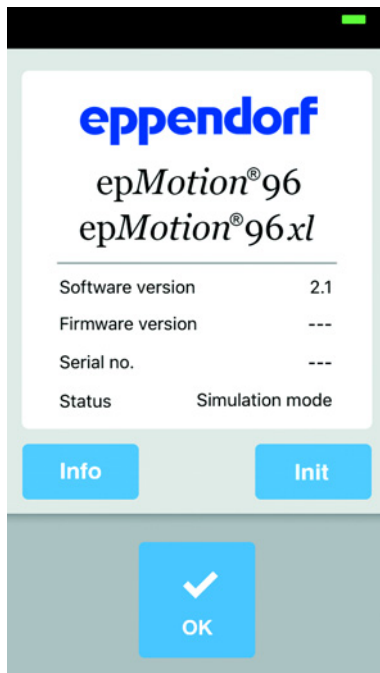 eppendorf
epMotion®96
epMotion®96xl
Software version 2.1
Firmware version ---
Serial no. ---
Status Simulation mode
Info Init
OK